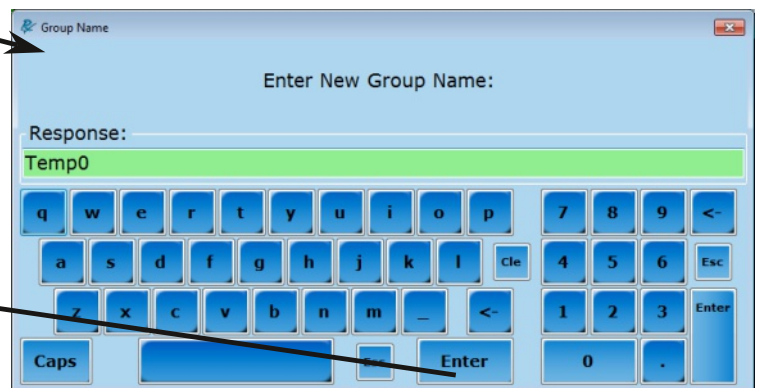 Group Name
Enter New Group Name:
Response:
Temp0
q w e r t y u i o p 7 8 9 <-
a s d f g h j k l Cle 4 5 6 Esc
z x c v b n m _ <- 1 2 3 Enter
Caps Esc Enter 0 .